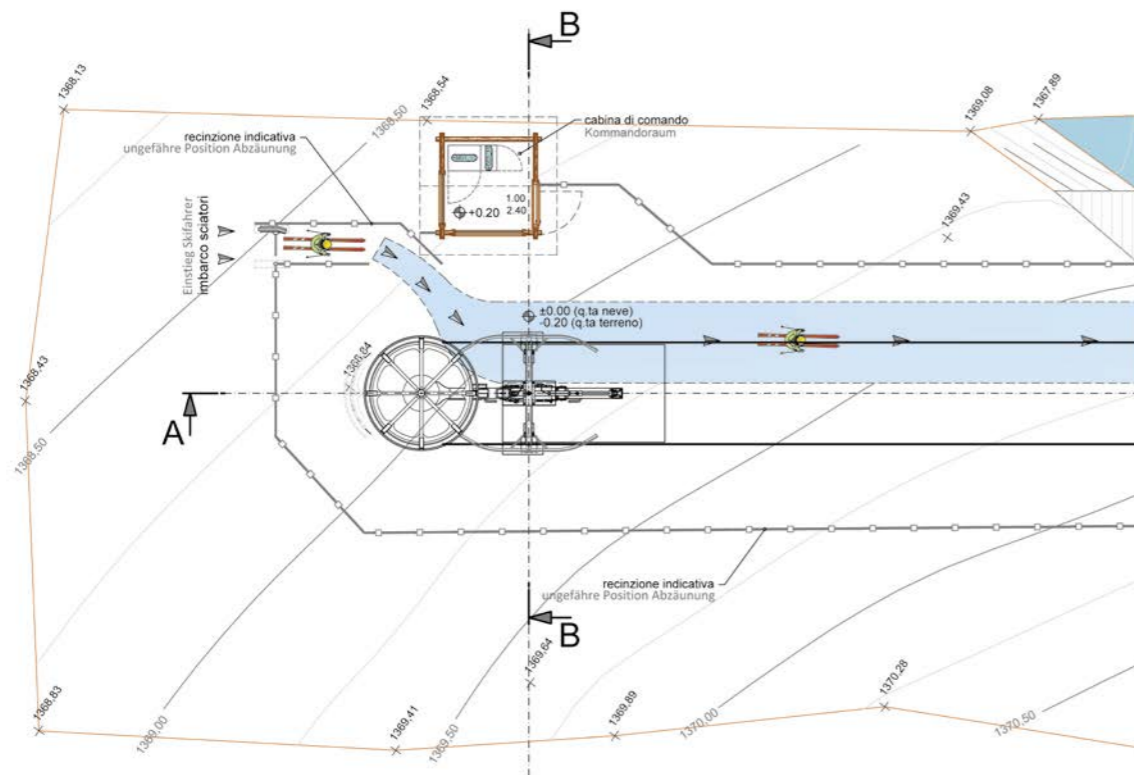 B
1368,13
1368,54
1368,50
1369,08
1367,89
recinzione indicativa
ungefähre Position Abzäunung
cabina di comando
Kommandoraum
1.00
2.40
+0.20
1369,43
Einstieg Skifahrer
imbarco sciatori
±0.00 (q.ta neve)
-0.20 (q.ta terreno)
1368,43
A
1368,50
recinzione indicativa
ungefähre Position Abzäunung
B
1369,64
1370,28
1368,83
1369,00
1369,41
1369,50
1369,89
1370,00
1370,50